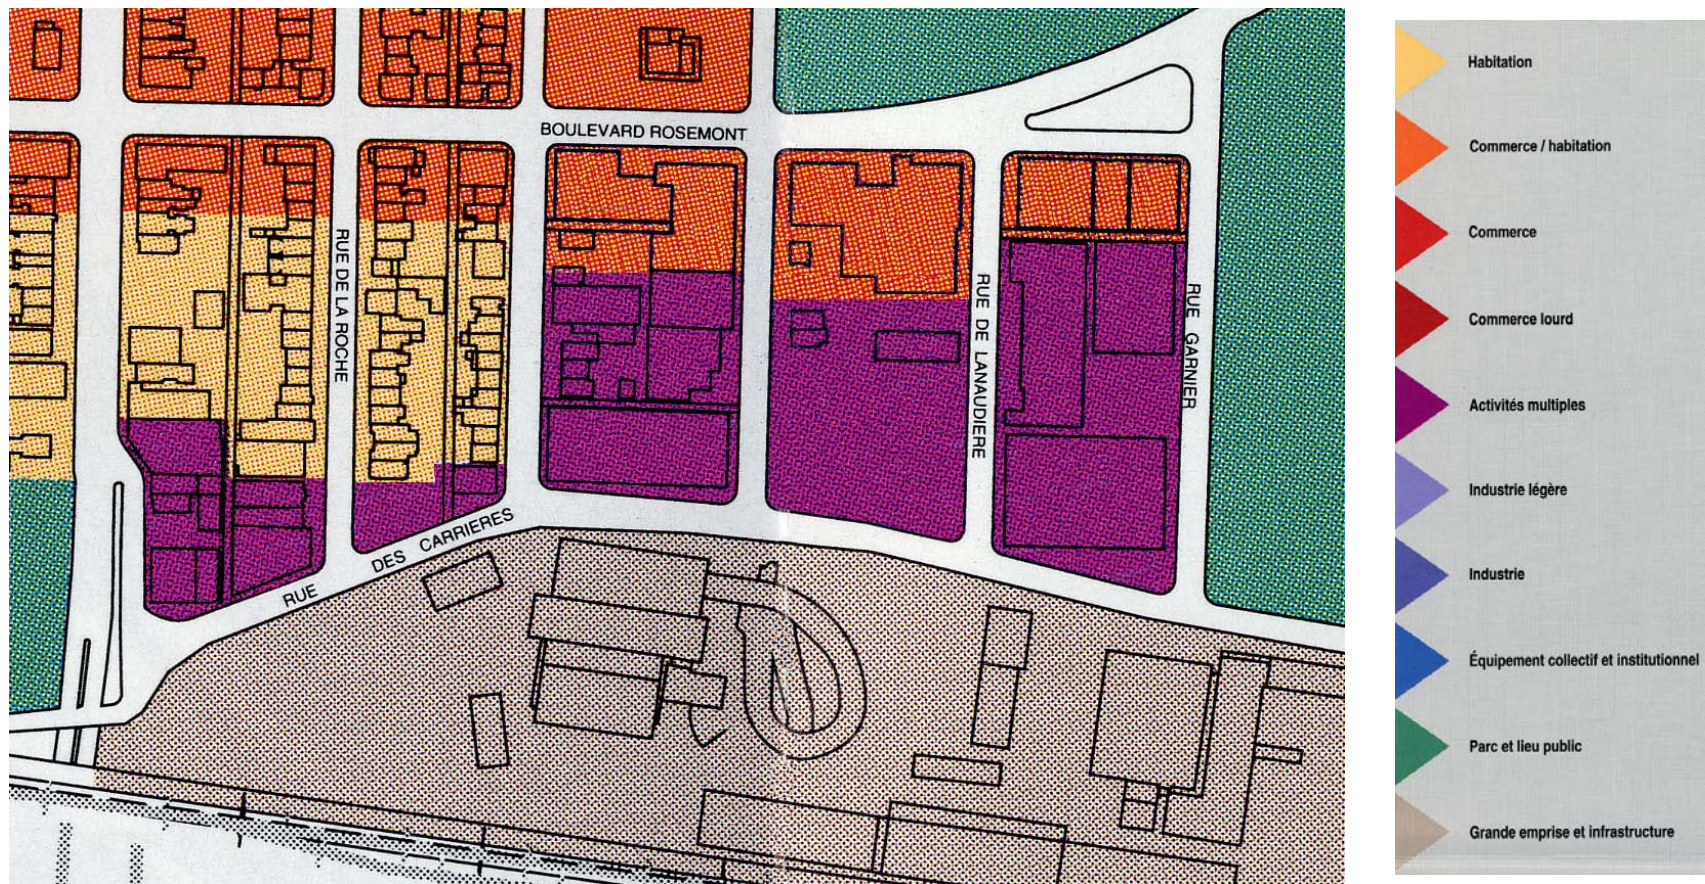 BOULEVARD ROSEMONT
RUE DE LA ROCHE
RUE DE LANAUDIERE
RUE GARNIER
RUE DES CARRIERES
Habitation
Commerce / habitation
Commerce
Commerce lourd
Activités multiples
Industrie légère
Industrie
Équipement collectif et institutionnel
Parc et lieu public
Grande emprise et infrastructure